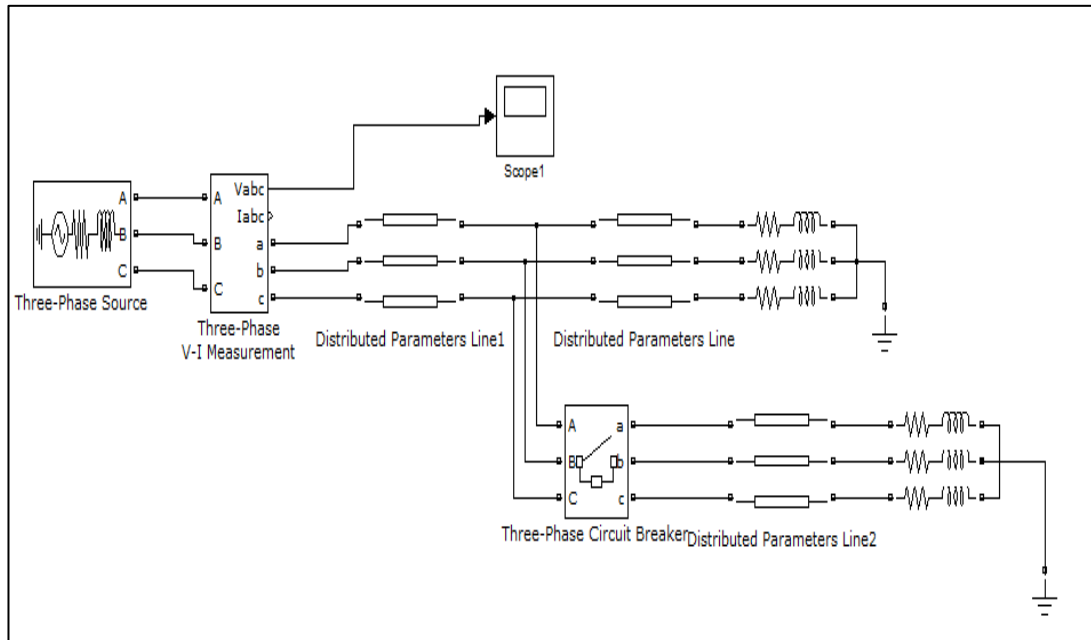 Scope1
Vabc
Iabc
A
B
C
A
B
C
a
b
c
Three-Phase Source
Three-Phase
V-I Measurement
Distributed Parameters Line1
Distributed Parameters Line
A
B
C
a
b
c
Three-Phase Circuit Breaker
Distributed Parameters Line2